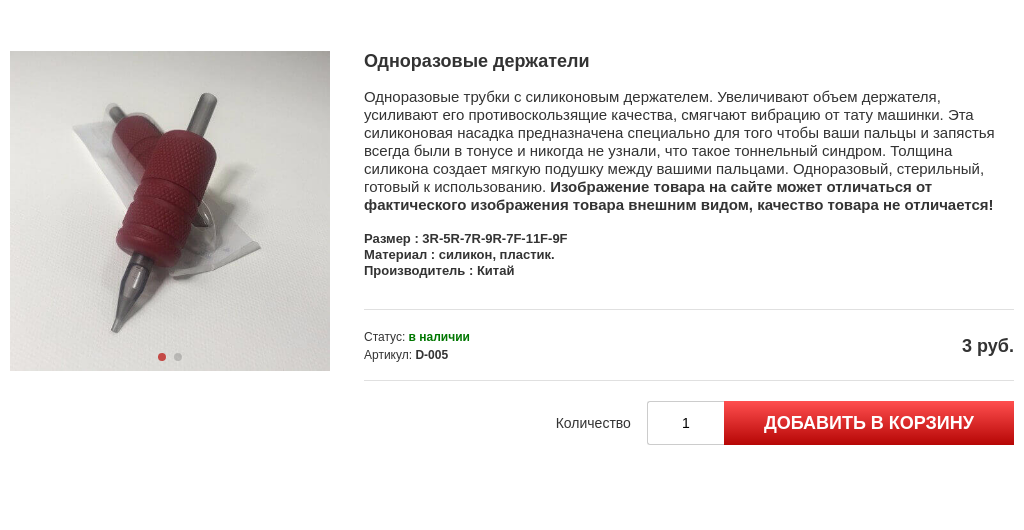 Одноразовые держатели
Одноразовые трубки с силиконовым держателем. Увеличивают объем держателя,
усиливают его противоскользящие качества, смягчают вибрацию от тату машинки. Эта
силиконовая насадка предназначена специально для того чтобы ваши пальцы и запястья
всегда были в тонусе и никогда не узнали, что такое тоннельный синдром. Толщина
силикона создает мягкую подушку между вашими пальцами. Одноразовый, стерильный,
готовый к использованию. Изображение товара на сайте может отличаться от
фактического изображения товара внешним видом, качество товара не отличается!
Размер : 3R-5R-7R-9R-7F-11F-9F
Материал : силикон, пластик.
Производитель : Китай
Статус: в наличии
Артикул: D-005
3 руб.
Количество 1 ДОБАВИТЬ В КОРЗИНУ